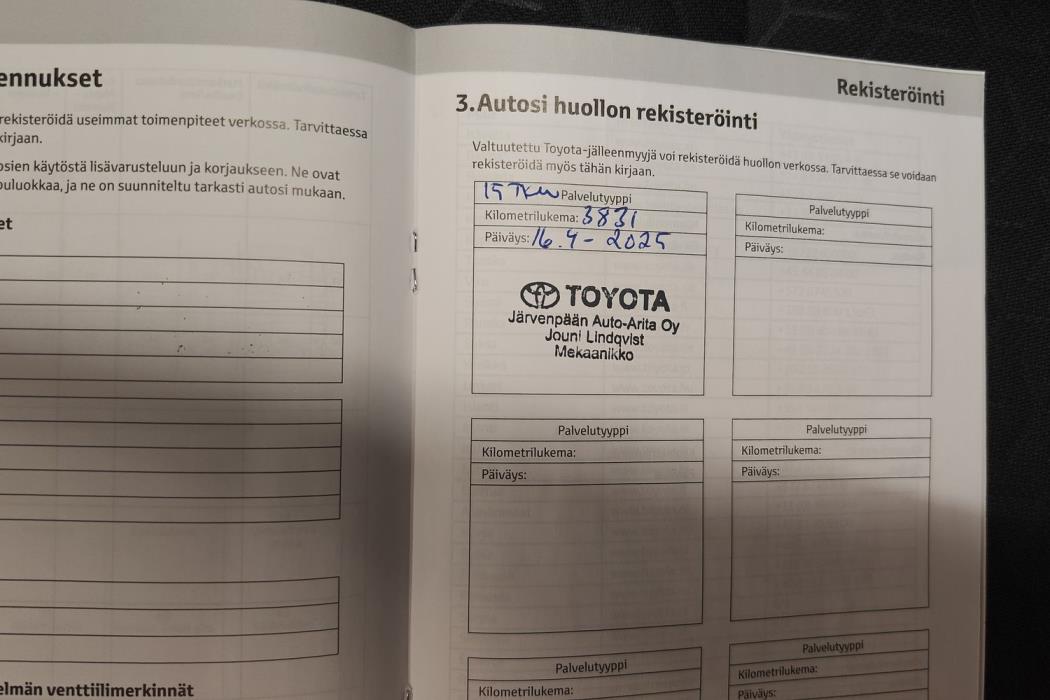 ennukset
rekisteröidä useimmat toimenpiteet verkossa. Tarvittaessa
kirjaan.
osien käytöstä lisävarusteluun ja korjaukseen. Ne ovat
ouluokkaa, ja ne on suunniteltu tarkasti autosi mukaan.
et
elmän venttiilimerkinnät
Rekisteröinti
3. Autosi huollon rekisteröinti
Valtuutettu Toyota-jälleenmyyjä voi rekisteröidä huollon verkossa. Tarvittaessa se voidaan
rekisteröidä myös tähän kirjaan.
15 TKM Palvelutyyppi
Kilometrilukema: 3831
Päiväys: 16.4-2025
TOYOTA
Järvenpään Auto-Arita Oy
Jouni Lindqvist
Mekaanikko
Palvelutyyppi
Kilometrilukema:
Päiväys:
Palvelutyyppi
Kilometrilukema:
Päiväys:
Palvelutyyppi
Kilometrilukema:
Päiväys:
Palvelutyyppi
Kilometrilukema:
Palvelutyyppi
Kilometrilukema:
Päiväys: